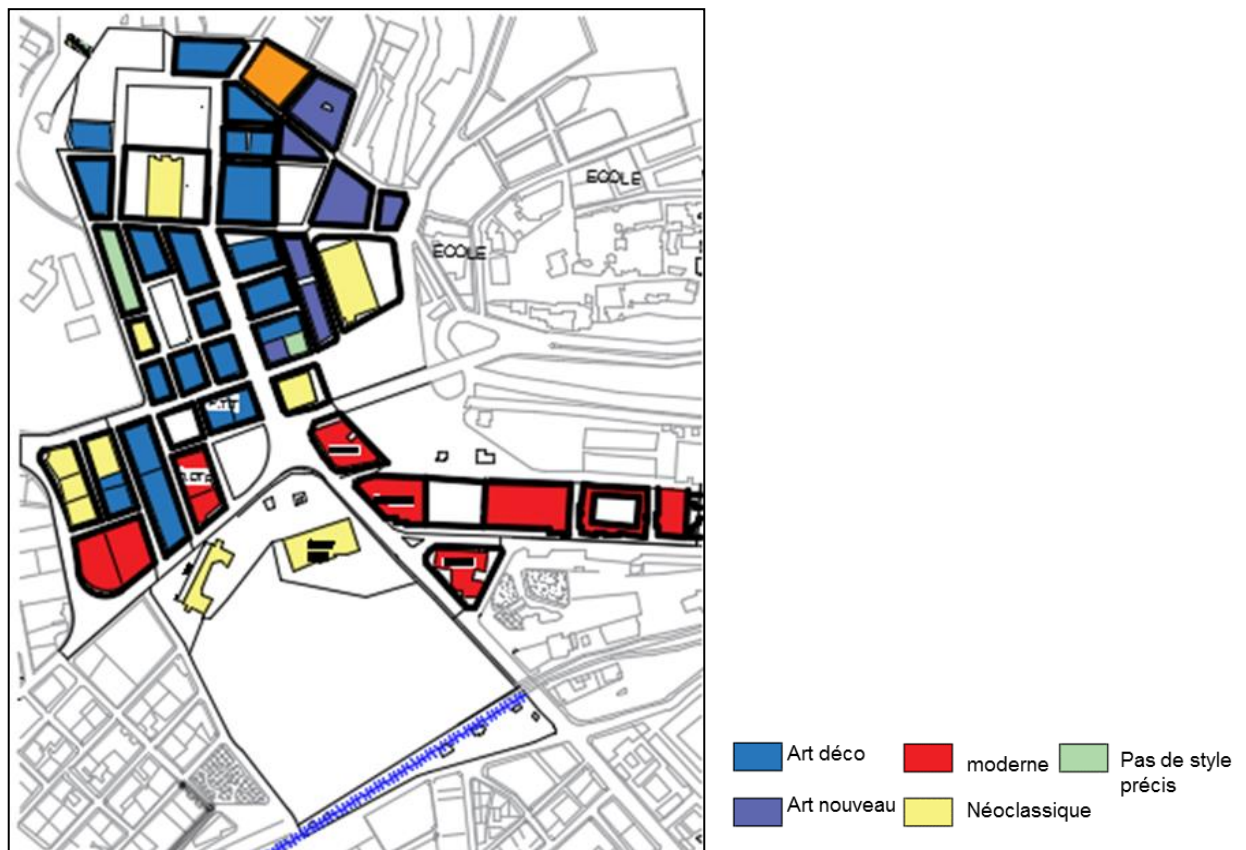 ECOLE
ECOLE
Art déco
moderne
Pas de style
précis
Art nouveau
Néoclassique